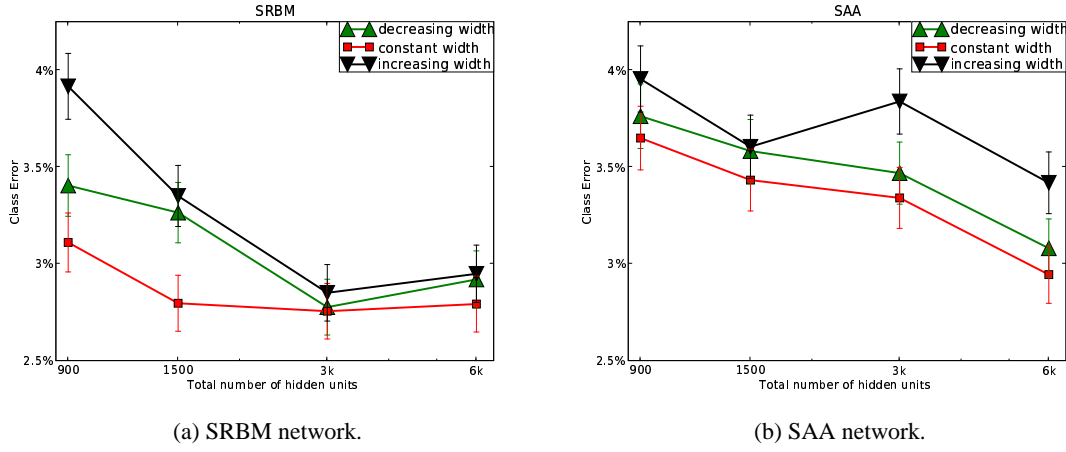 SRBM
decreasing width
constant width
increasing width
4%
3.5%
3%
2.5%
Class Error
900 1500 3k 6k
Total number of hidden units
(a) SRBM network.
SAA
decreasing width
constant width
increasing width
4%
3.5%
3%
2.5%
Class Error
900 1500 3k 6k
Total number of hidden units
(b) SAA network.